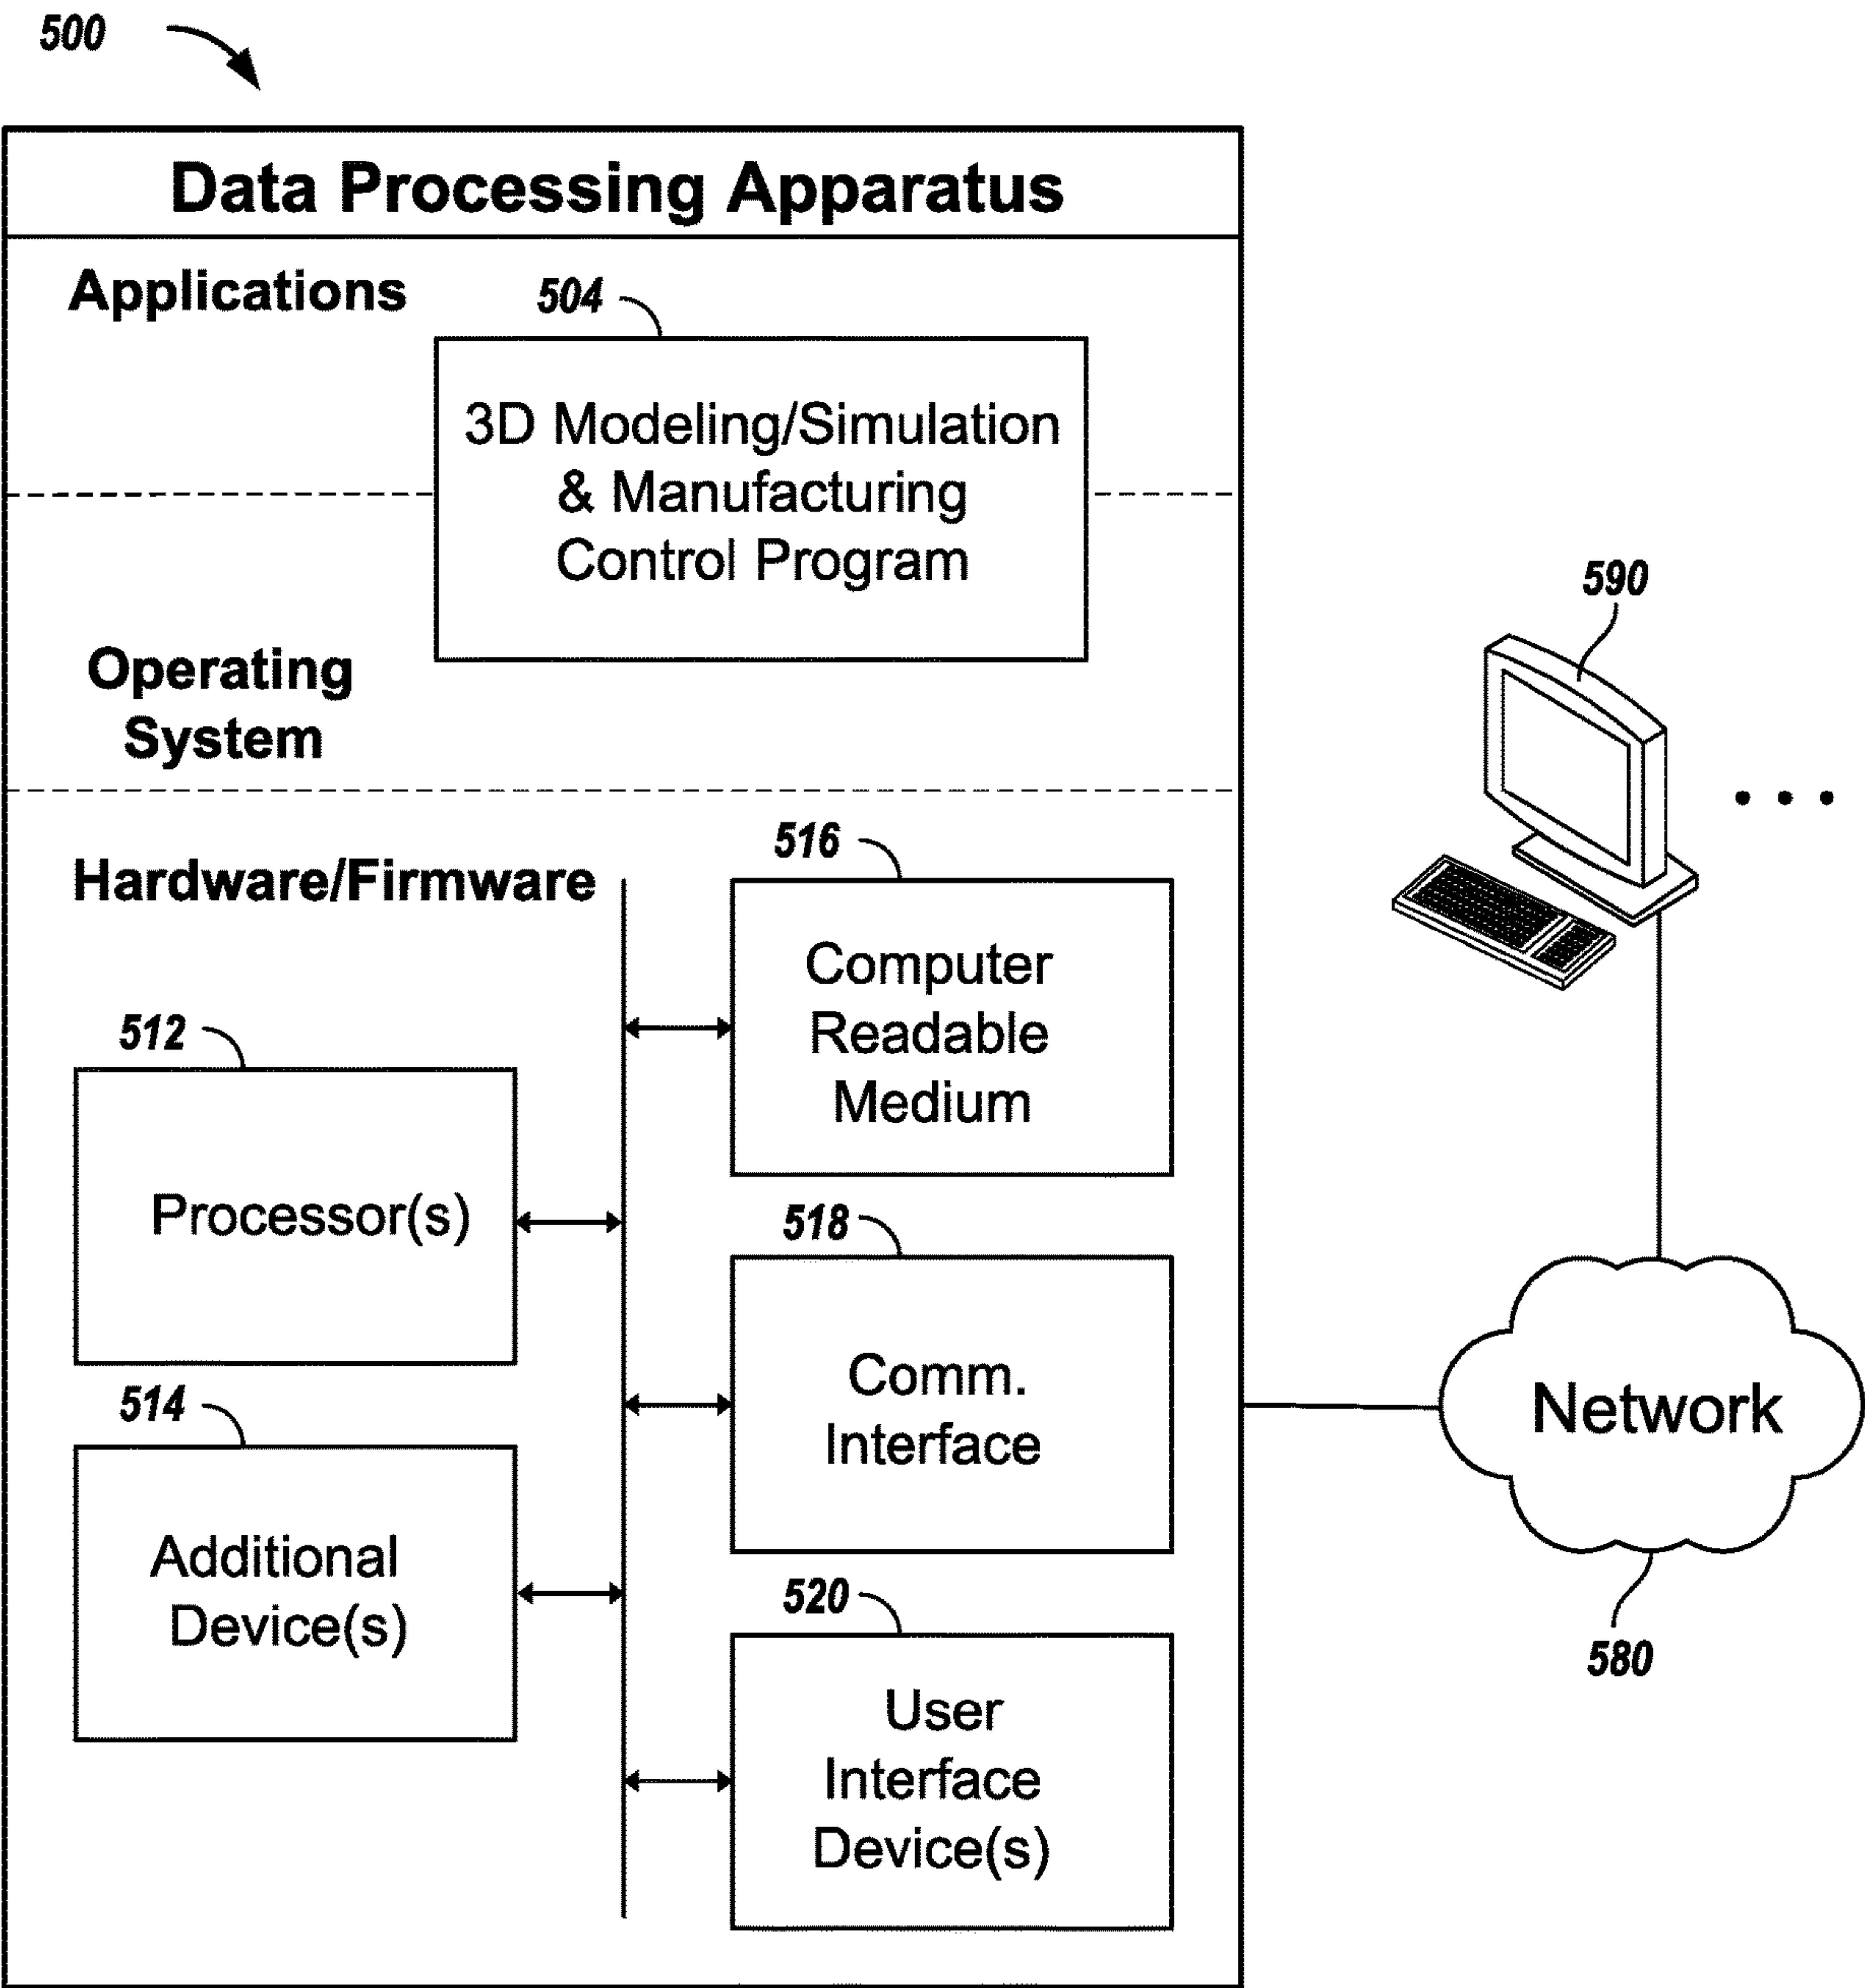 500
Data Processing Apparatus
Applications
504
3D Modeling/Simulation
& Manufacturing
Control Program
Operating
System
590
Hardware/Firmware
516
Computer
Readable
Medium
512
Processor(s)
518
Comm.
Interface
Network
580
514
Additional
Device(s)
520
User
Interface
Device(s)